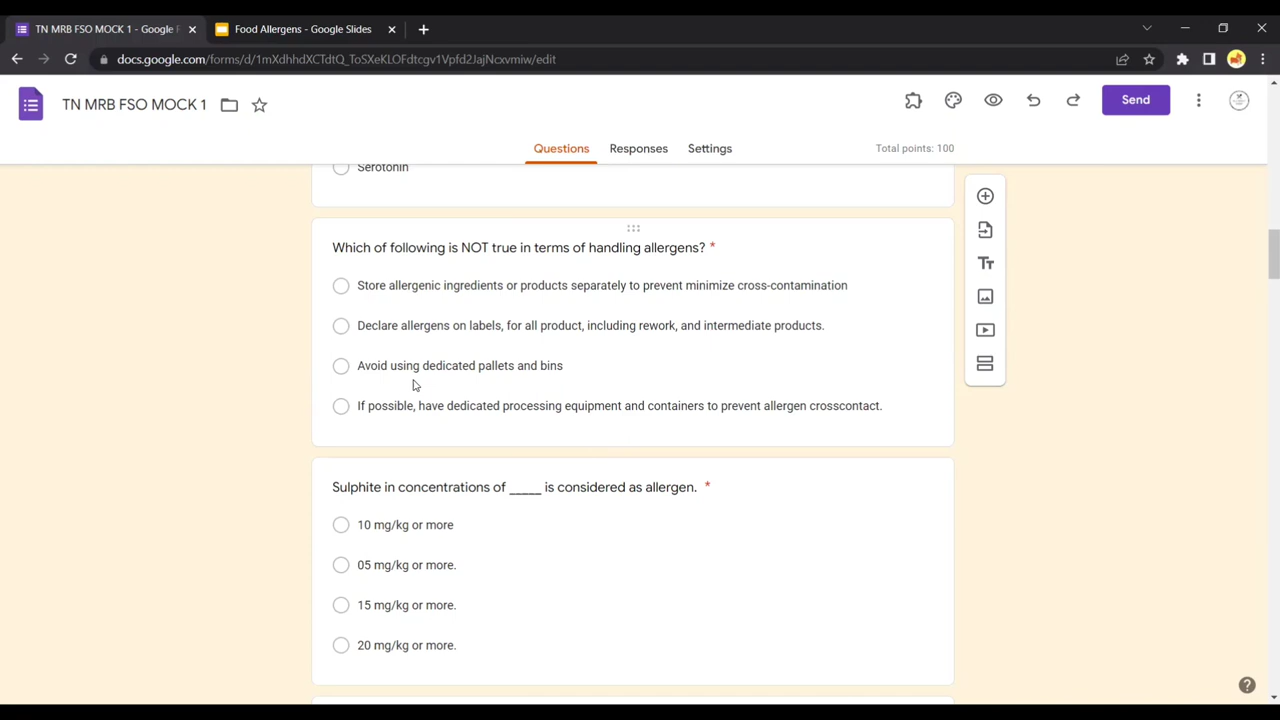 TN MRB FSO MOCK 1 - Google F
Food Allergens - Google Slides
docs.google.com/forms/d/1mXdhhdXCTdtQ_ToSXeKLOFdtcgv1Vpfd2JajNcxvmiw/edit
TN MRB FSO MOCK 1
Send
Questions
Responses
Settings
Total points: 100
Serotonin
Which of following is NOT true in terms of handling allergens? *
Store allergenic ingredients or products separately to prevent minimize cross-contamination
Declare allergens on labels, for all product, including rework, and intermediate products.
Avoid using dedicated pallets and bins
If possible, have dedicated processing equipment and containers to prevent allergen crosscontact.
Sulphite in concentrations of _____ is considered as allergen. *
10 mg/kg or more
05 mg/kg or more.
15 mg/kg or more.
20 mg/kg or more.